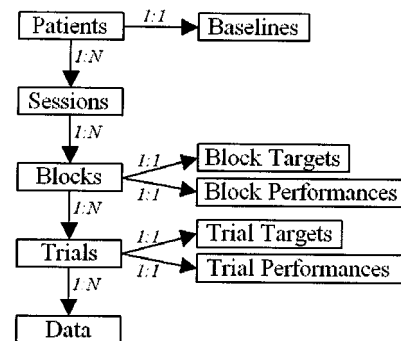 Patients 1:1 Baselines
1:N
Sessions
1:N
1:1 Block Targets
Blocks
1:1 Block Performances
1:N
1:1 Trial Targets
Trials
1:1 Trial Performances
1:N
Data